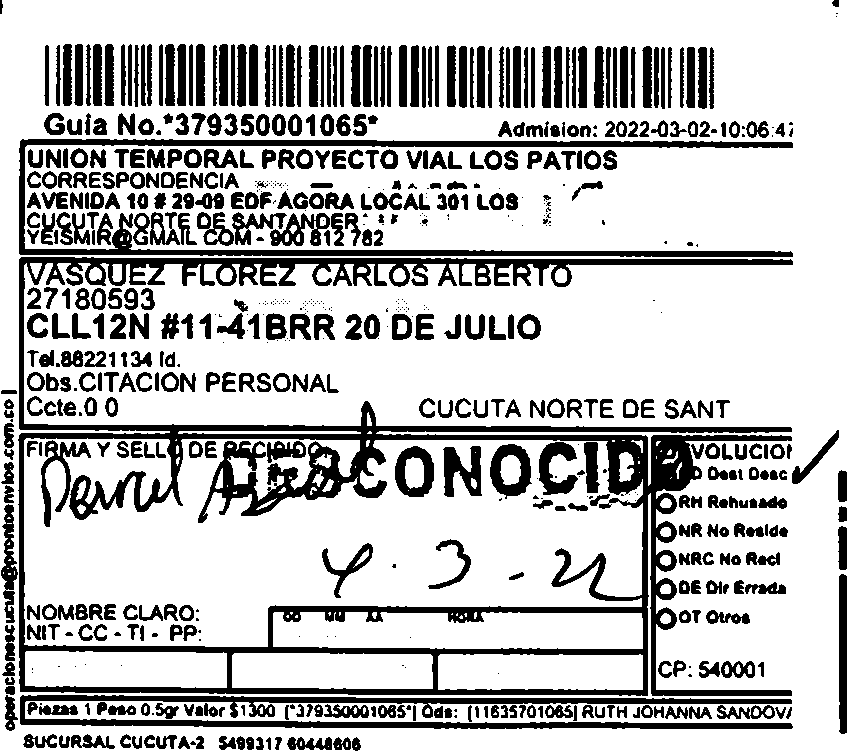 Guia No.*379350001065*
Admision: 2022-03-02-10:06:47
UNION TEMPORAL PROYECTO VIAL LOS PATIOS
CORRESPONDENCIA
AVENIDA 10 # 29-09 EDF AGORA LOCAL 301 LOS
CUCUTA NORTE DE SANTANDER
YEISMIR@GMAIL COM - 900 812 782
VASQUEZ FLOREZ CARLOS ALBERTO
27180593
CLL12N #11-41BRR 20 DE JULIO
Tel.88221134 Id.
Obs.CITACION PERSONAL
Ccte.0 0
CUCUTA NORTE DE SANT
FIRMA Y SELLO DE RECIBIDO
DESCONOCIDO
4 . 3 - 22
NOMBRE CLARO:
NIT - CC - TI - PP:
DD MM AA HORA
DEVOLUCION
D Dest Desc
RH Rehusado
NR No Reside
NRC No Recl
DE Dir Errada
OT Otros
CP: 540001
Piezas 1 Peso 0.5gr Valor $1300 [*379350001065*] Ods: [11635701065] RUTH JOHANNA SANDOVA
SUCURSAL CUCUTA-2 5499317 60448606
operacionescucuta@prontoenvios.com.co